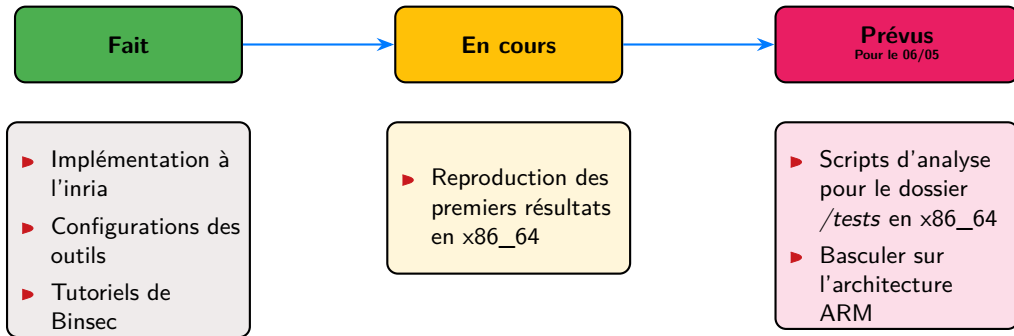 Fait
En cours
Prévus
Pour le 06/05
Implémentation à
l'inria
Configurations des
outils
Tutoriels de
Binsec
Reproduction des
premiers résultats
en x86_64
Scripts d'analyse
pour le dossier
/tests en x86_64
Basculer sur
l'architecture
ARM